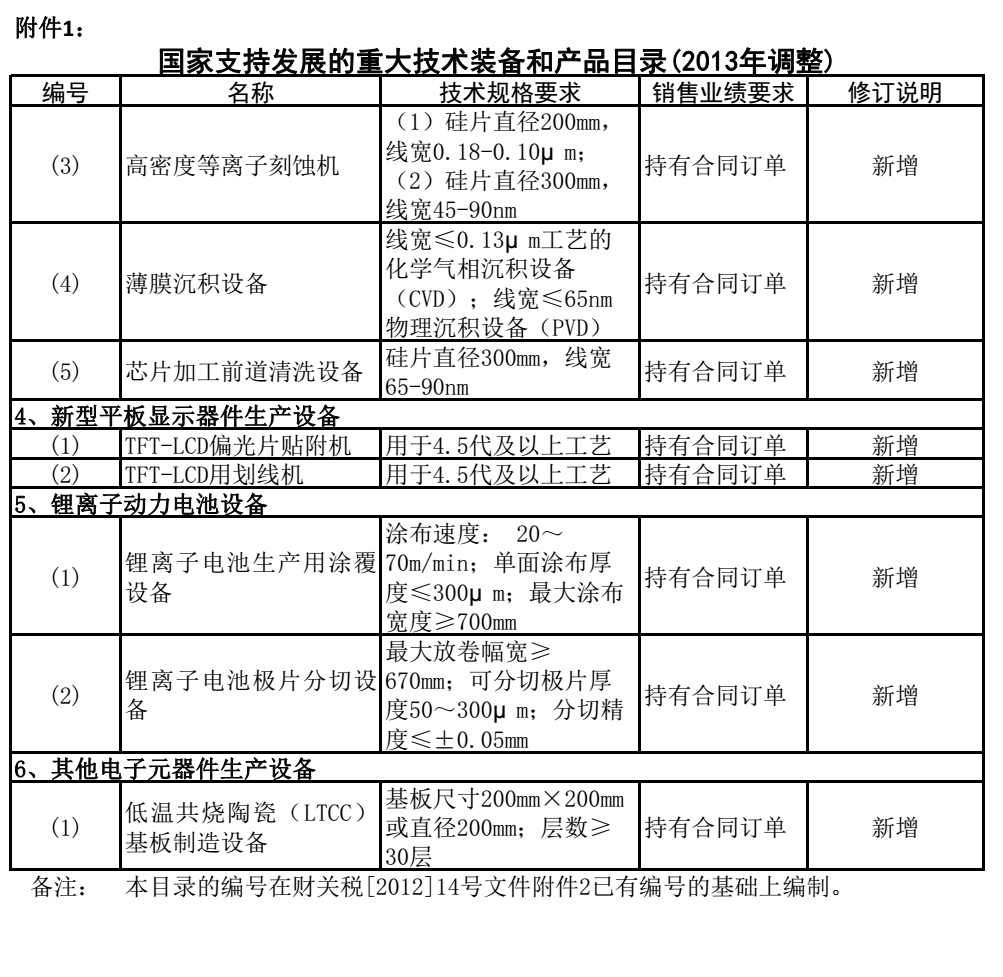 附件1：
国家支持发展的重大技术装备和产品目录(2013年调整)
编号 名称 技术规格要求 销售业绩要求 修订说明
(3) 高密度等离子刻蚀机 （1）硅片直径200mm，
线宽0.18-0.10μm；
（2）硅片直径300mm，
线宽45-90nm 持有合同订单 新增
(4) 薄膜沉积设备 线宽≤0.13μm工艺的
化学气相沉积设备
（CVD）；线宽≤65nm
物理沉积设备（PVD） 持有合同订单 新增
(5) 芯片加工前道清洗设备 硅片直径300mm，线宽
65-90nm 持有合同订单 新增
4、新型平板显示器件生产设备
(1) TFT-LCD偏光片贴附机 用于4.5代及以上工艺 持有合同订单 新增
(2) TFT-LCD用划线机 用于4.5代及以上工艺 持有合同订单 新增
5、锂离子动力电池设备
(1) 锂离子电池生产用涂覆
设备 涂布速度： 20～
70m/min；单面涂布厚
度≤300μm；最大涂布
宽度≥700mm 持有合同订单 新增
(2) 锂离子电池极片分切设
备 最大放卷幅宽≥
670mm；可分切极片厚
度50～300μm；分切精
度≤±0.05mm 持有合同订单 新增
6、其他电子元器件生产设备
(1) 低温共烧陶瓷（LTCC）
基板制造设备 基板尺寸200mm×200mm
或直径200mm；层数≥
30层 持有合同订单 新增
备注： 本目录的编号在财关税[2012]14号文件附件2已有编号的基础上编制。